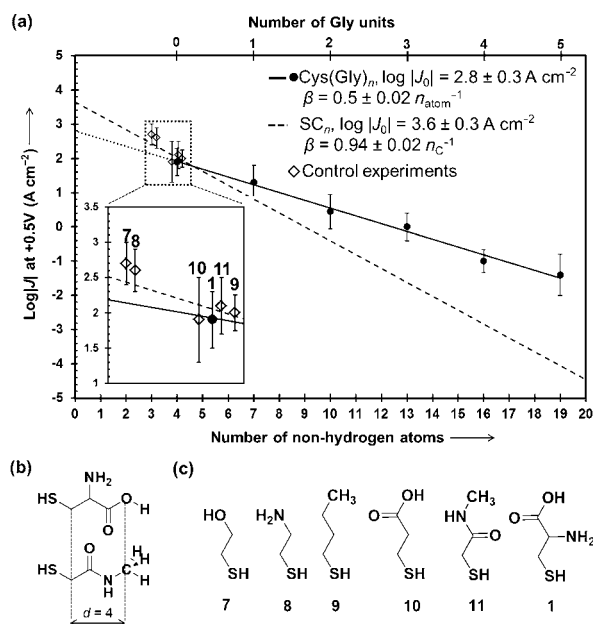 Number of Gly units
(a)
0 1 2 3 4 5
Cys(Gly)n, log |J0| = 2.8 ± 0.3 A cm−2
β = 0.5 ± 0.02 natom−1
SCn, log |J0| = 3.6 ± 0.3 A cm−2
β = 0.94 ± 0.02 nC-1
Control experiments
Log|J| at +0.5V (A cm−2)
5
4
3
2
1
0
-1
-2
-3
-4
-5
3.5
3
2.5
2
1.5
1
7 8 10 1 11 9
0 1 2 3 4 5 6 7 8 9 10 11 12 13 14 15 16 17 18 19 20
Number of non-hydrogen atoms
(b)
NH2
HS O H
O
O H
H
HS N C H
H
d = 4
(c)
HO
SH
7
H2N
SH
8
CH3
SH
9
OH
O
SH
10
CH3
HN
O
SH
11
OH
O
NH2
SH
1